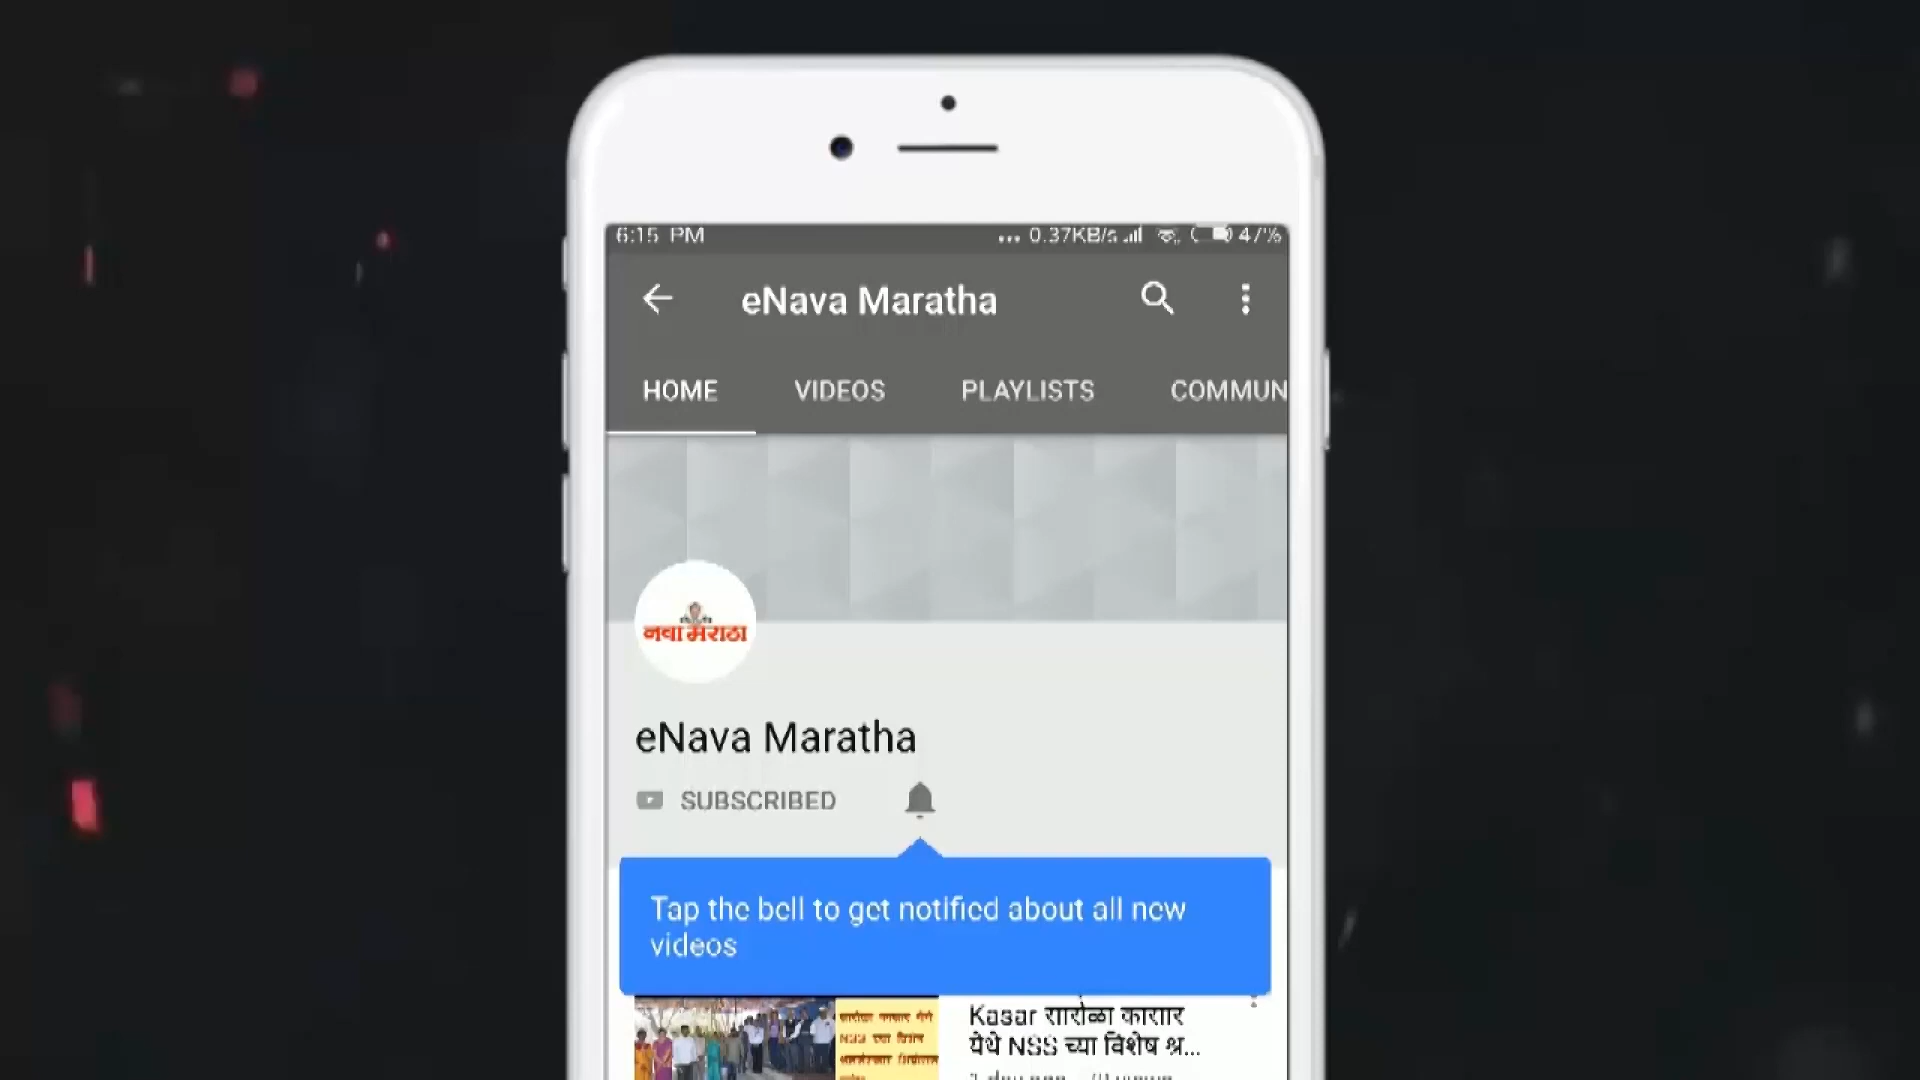 6:15 PM
... 0.37KB/s 47%
eNava Maratha
HOME VIDEOS PLAYLISTS COMMUN
नवा मराठा
eNava Maratha
SUBSCRIBED
Tap the bell to get notified about all new
videos
Kasar सारोळा कासार
येथे NSS च्या विशेष श्र...
NSS च्या विशेष